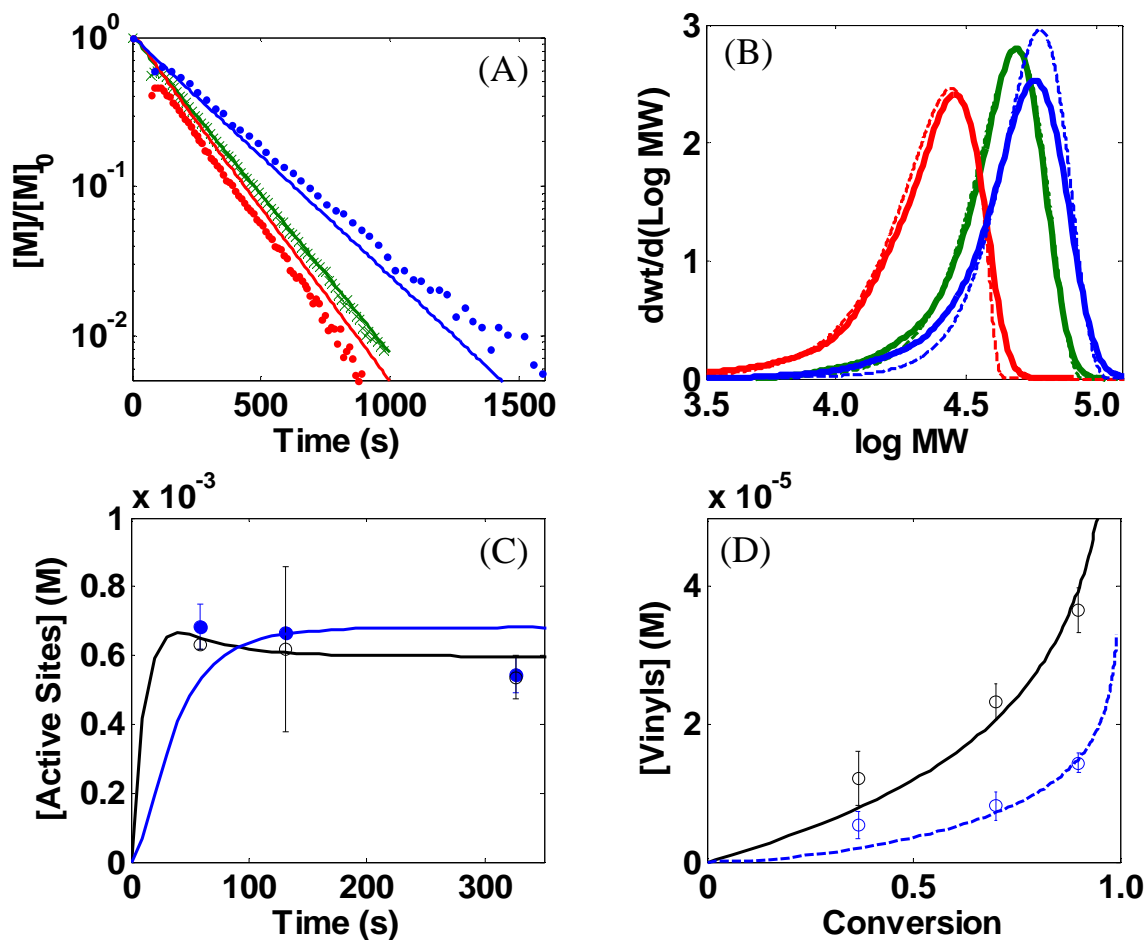 (A)
[M]/[M]0
10^0
10^-1
10^-2
0 500 1000 1500
Time (s)
(B)
dwt/d(Log MW)
3
2
1
0
3.5 4.0 4.5 5.0
log MW
x 10^-3
(C)
[Active Sites] (M)
1
0.8
0.6
0.4
0.2
0
0 100 200 300
Time (s)
x 10^-5
(D)
[Vinyls] (M)
4
2
0
0 0.5 1.0
Conversion